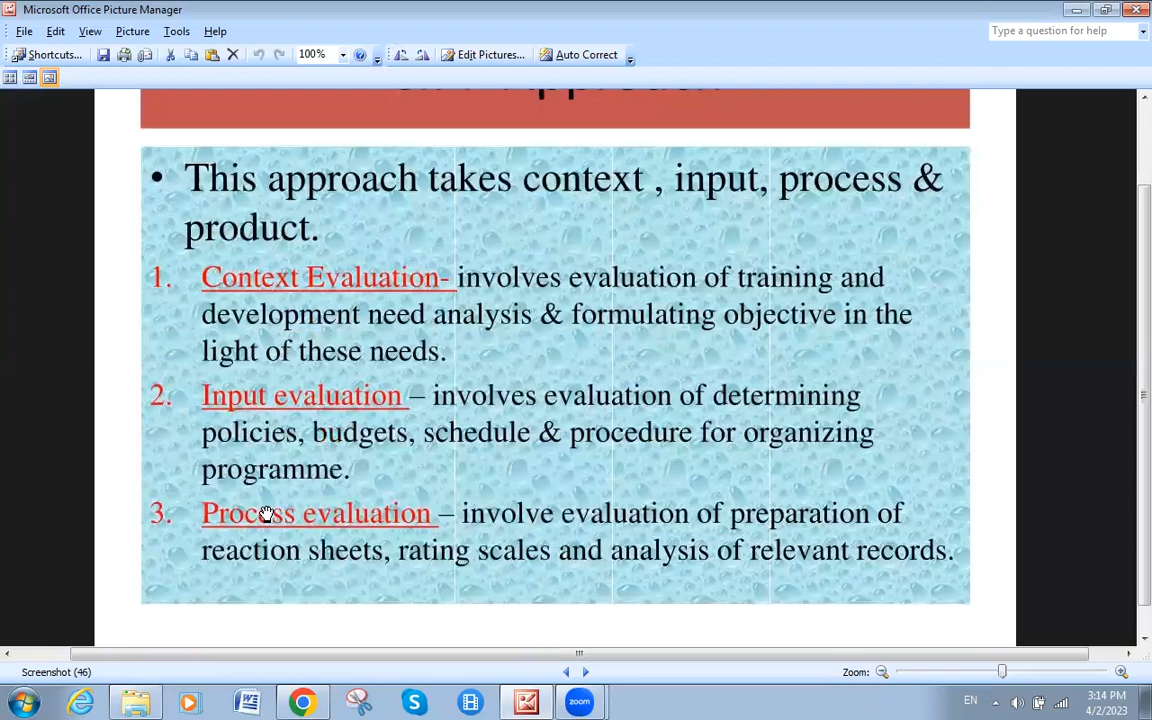 Microsoft Office Picture Manager
File Edit View Picture Tools Help
Type a question for help
Shortcuts... 100% Edit Pictures... Auto Correct
Approach
• This approach takes context , input, process &
product.
1. Context Evaluation- involves evaluation of training and
development need analysis & formulating objective in the
light of these needs.
2. Input evaluation – involves evaluation of determining
policies, budgets, schedule & procedure for organizing
programme.
3. Process evaluation – involve evaluation of preparation of
reaction sheets, rating scales and analysis of relevant records.
Screenshot (46)
Zoom:
zoom
EN
3:14 PM
4/2/2023